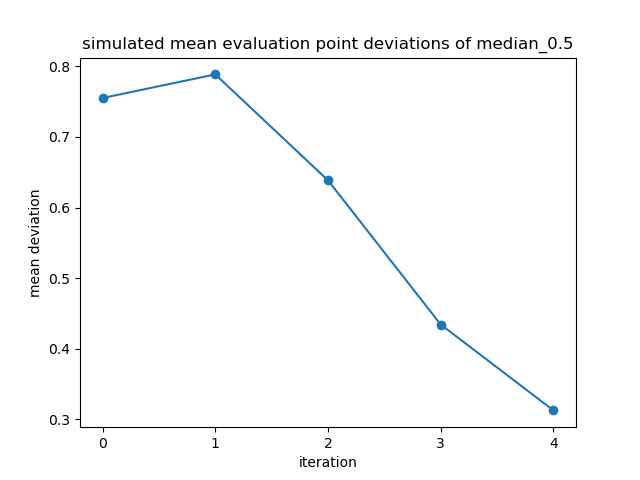 simulated mean evaluation point deviations of median_0.5
0.8
0.7
0.6
0.5
0.4
0.3
mean deviation
0 1 2 3 4
iteration